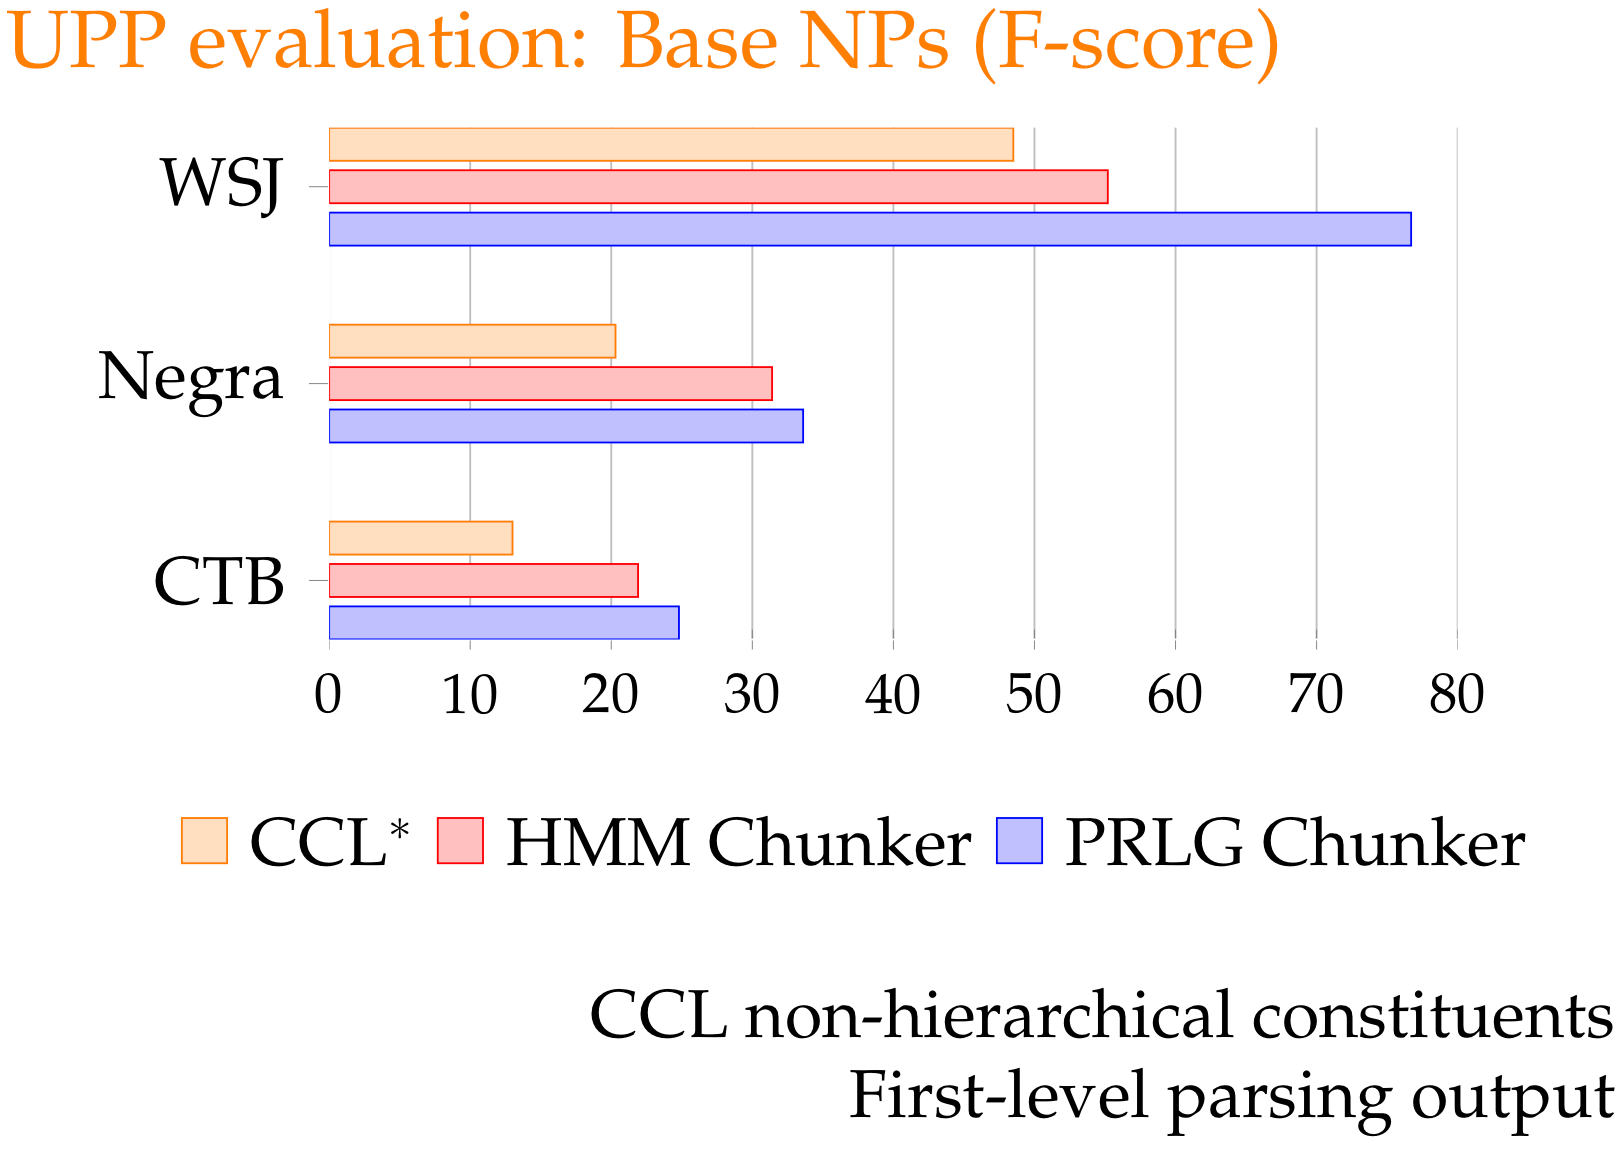 UPP evaluation: Base NPs (F-score)
WSJ
Negra
CTB
0 10 20 30 40 50 60 70 80
CCL* HMM Chunker PRLG Chunker
CCL non-hierarchical constituents
First-level parsing output